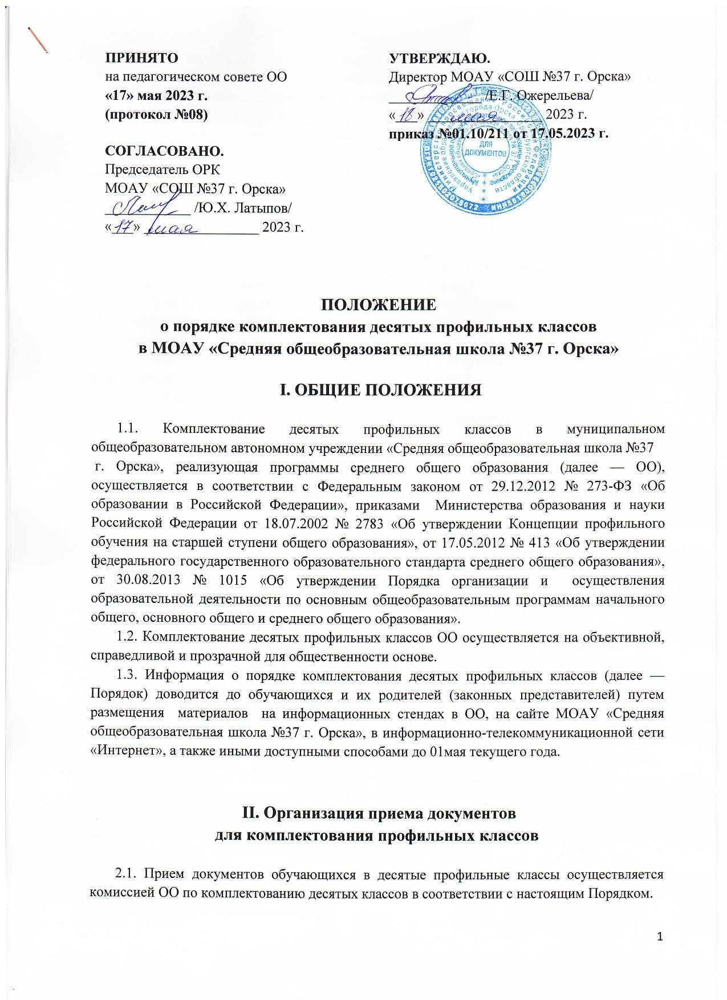 ПРИНЯТО
на педагогическом совете ОО
«17» мая 2023 г.
(протокол №08)
СОГЛАСОВАНО.
Председатель ОРК
МОАУ «СОШ №37 г. Орска»
/Ю.Х. Латыпов/
«17» мая 2023 г.
УТВЕРЖДАЮ.
Директор МОАУ «СОШ №37 г. Орска»
/Е.Г. Ожерельева/
«18» мая 2023 г.
приказ №01.10/211 от 17.05.2023 г.
ДЛЯ
ДОКУМЕНТОВ
ПОЛОЖЕНИЕ
о порядке комплектования десятых профильных классов
в МОАУ «Средняя общеобразовательная школа №37 г. Орска»
I. ОБЩИЕ ПОЛОЖЕНИЯ
1.1. Комплектование десятых профильных классов в муниципальном
общеобразовательном автономном учреждении «Средняя общеобразовательная школа №37
г. Орска», реализующая программы среднего общего образования (далее — ОО),
осуществляется в соответствии с Федеральным законом от 29.12.2012 № 273-ФЗ «Об
образовании в Российской Федерации», приказами Министерства образования и науки
Российской Федерации от 18.07.2002 № 2783 «Об утверждении Концепции профильного
обучения на старшей ступени общего образования», от 17.05.2012 № 413 «Об утверждении
федерального государственного образовательного стандарта среднего общего образования»,
от 30.08.2013 № 1015 «Об утверждении Порядка организации и осуществления
образовательной деятельности по основным общеобразовательным программам начального
общего, основного общего и среднего общего образования».
1.2. Комплектование десятых профильных классов ОО осуществляется на объективной,
справедливой и прозрачной для общественности основе.
1.3. Информация о порядке комплектования десятых профильных классов (далее —
Порядок) доводится до обучающихся и их родителей (законных представителей) путем
размещения материалов на информационных стендах в ОО, на сайте МОАУ «Средняя
общеобразовательная школа №37 г. Орска», в информационно-телекоммуникационной сети
«Интернет», а также иными доступными способами до 01мая текущего года.
II. Организация приема документов
для комплектования профильных классов
2.1. Прием документов обучающихся в десятые профильные классы осуществляется
комиссией ОО по комплектованию десятых классов в соответствии с настоящим Порядком.
1